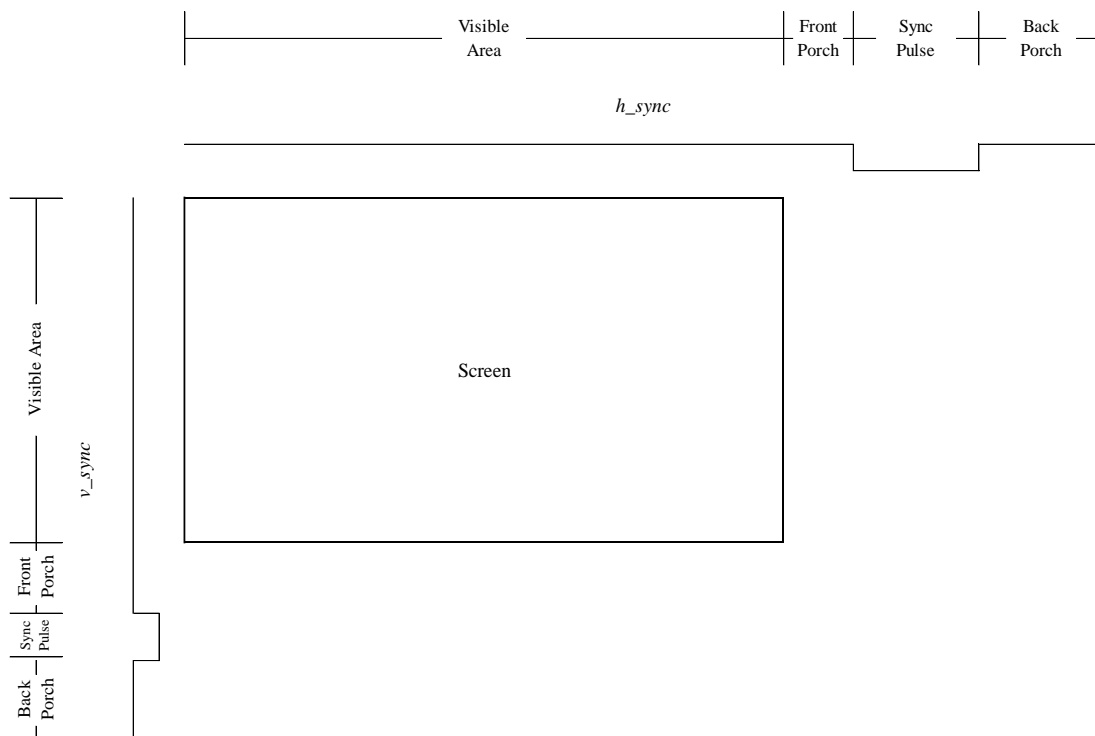 Visible
Area
Front
Porch
Sync
Pulse
Back
Porch
h_sync
Visible Area
Screen
v_sync
Front
Porch
Sync
Pulse
Back
Porch